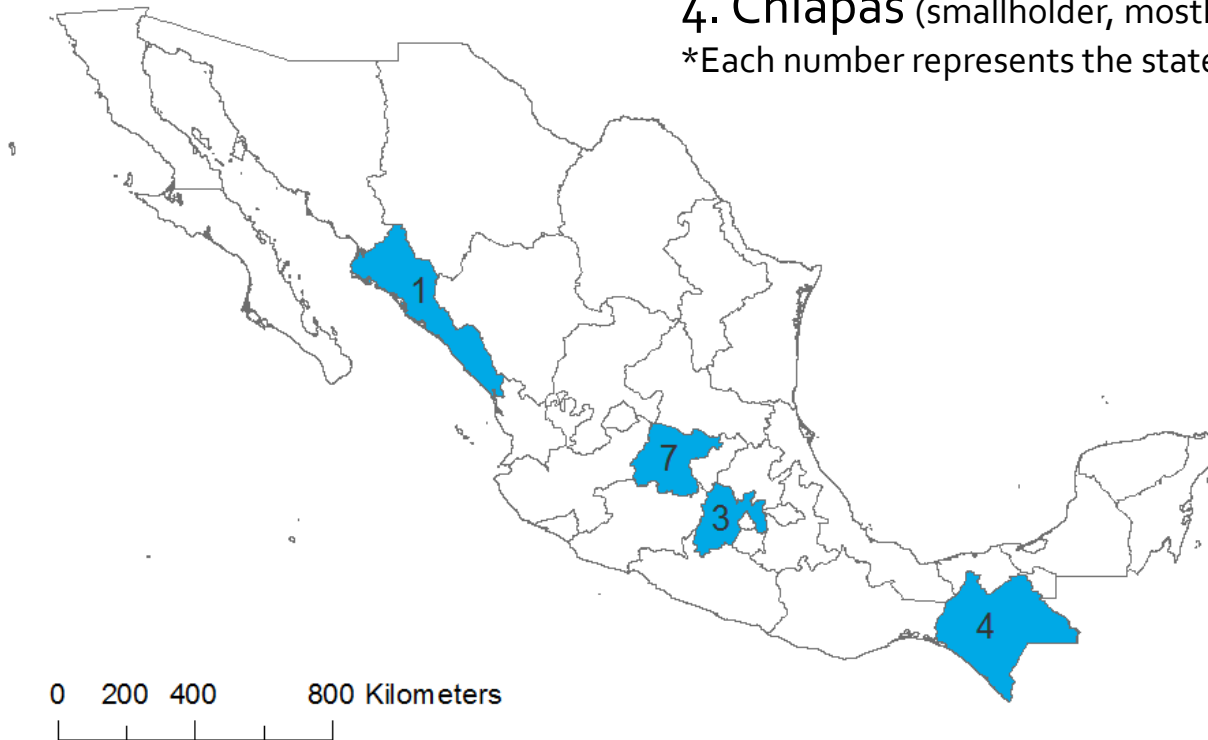 4. Chiapas (smallholder,
*Each number represents the
1
7
3
4
0 200 400 800 Kilometers